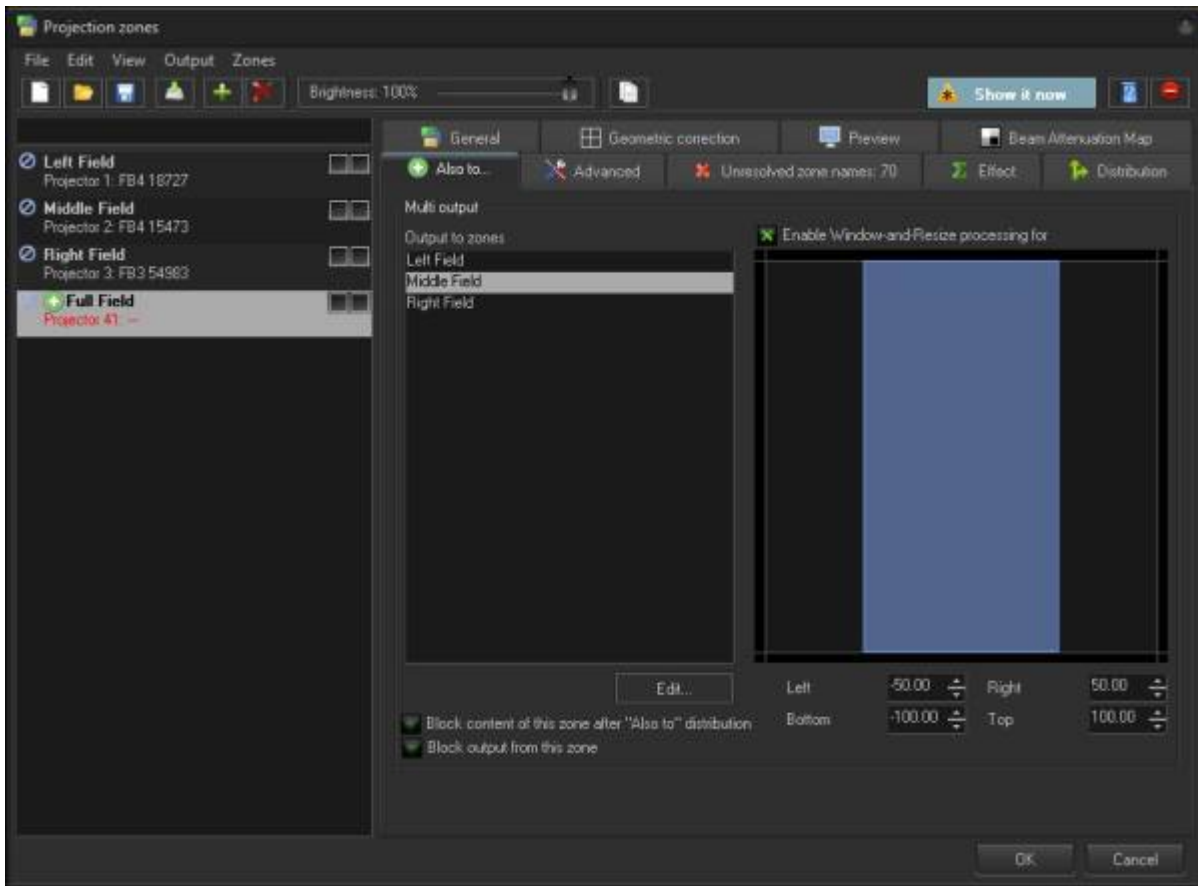 Projection zones
File Edit View Output Zones
Brightness: 100%
Show it now
General Geometric correction Preview Beam Attenuation Map
Also to... Advanced Unresolved zone names: 70 Effect Distribution
Left Field
Projector 1: FB4 18727
Middle Field
Projector 2: FB4 15473
Right Field
Projector 3: FB3 54983
Full Field
Projector 41: --
Multi output
Output to zones
Left Field
Middle Field
Right Field
Edit...
Enable Window-and-Resize processing for
Left -50.00 Right 50.00
Bottom -100.00 Top 100.00
Block content of this zone after "Also to" distribution
Block output from this zone
OK Cancel